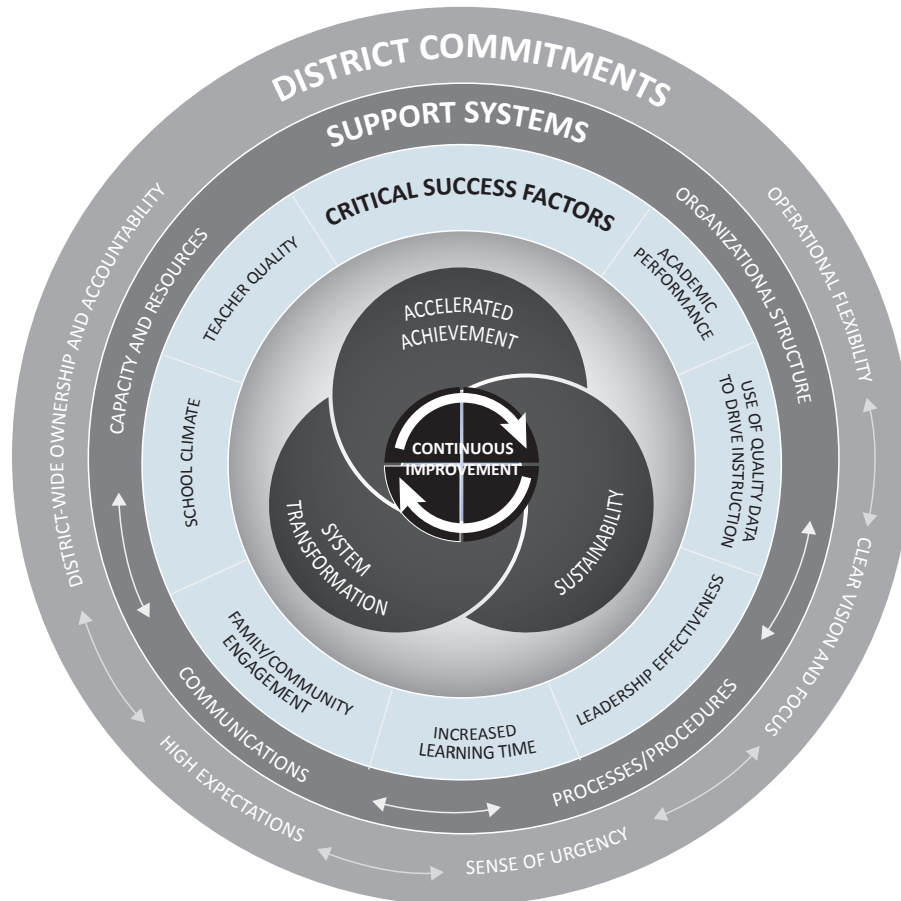 DISTRICT COMMITMENTS
SUPPORT SYSTEMS
CRITICAL SUCCESS FACTORS
DISTRICT-WIDE OWNERSHIP AND ACCOUNTABILITY
OPERATIONAL FLEXIBILITY
CLEAR VISION AND FOCUS
SENSE OF URGENCY
HIGH EXPECTATIONS
CAPACITY AND RESOURCES
ORGANIZATIONAL STRUCTURE
PROCESSES/PROCEDURES
COMMUNICATIONS
TEACHER QUALITY
ACADEMIC
PERFORMANCE
USE OF QUALITY DATA
TO DRIVE INSTRUCTION
LEADERSHIP EFFECTIVENESS
INCREASED
LEARNING TIME
FAMILY/COMMUNITY
ENGAGEMENT
SCHOOL CLIMATE
ACCELERATED
ACHIEVEMENT
SUSTAINABILITY
SYSTEM
TRANSFORMATION
CONTINUOUS
IMPROVEMENT